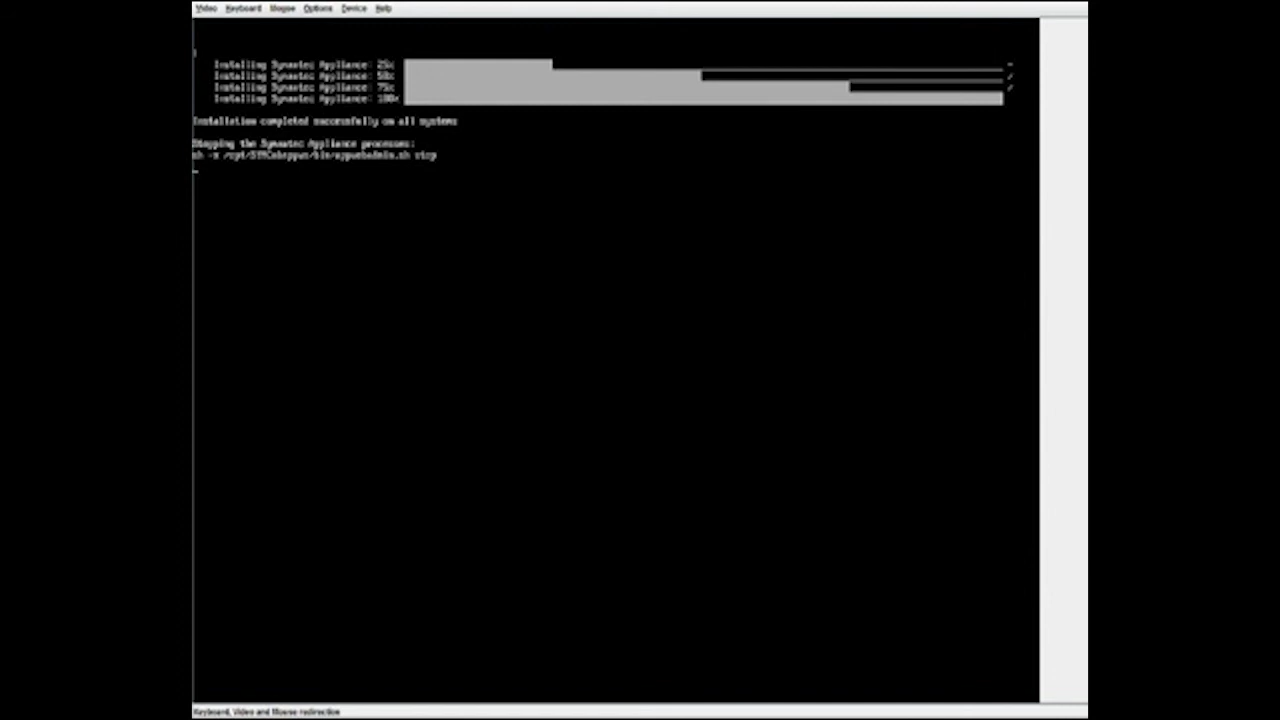 Video Keyboard Mouse Options Device Help
Installing Symantec Appliance: 25%
Installing Symantec Appliance: 50%
Installing Symantec Appliance: 75%
Installing Symantec Appliance: 100%
Installation completed successfully on all systems
Stopping the Symantec Appliance processes:
sh -x stop
Keyboard, Video and Mouse redirection